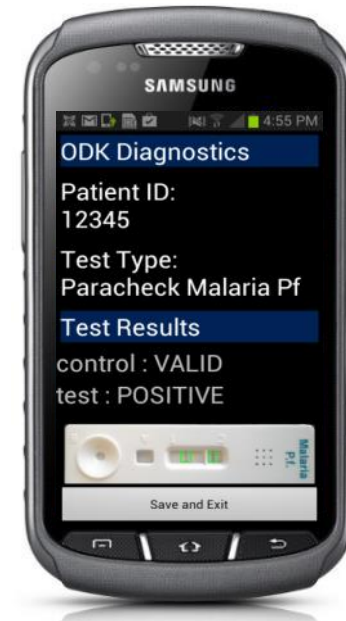 SAMSUNG
4:55 PM
ODK Diagnostics
Patient ID:
12345
Test Type:
Paracheck Malaria Pf
Test Results
control : VALID
test : POSITIVE
Malaria
P.f.
Save and Exit